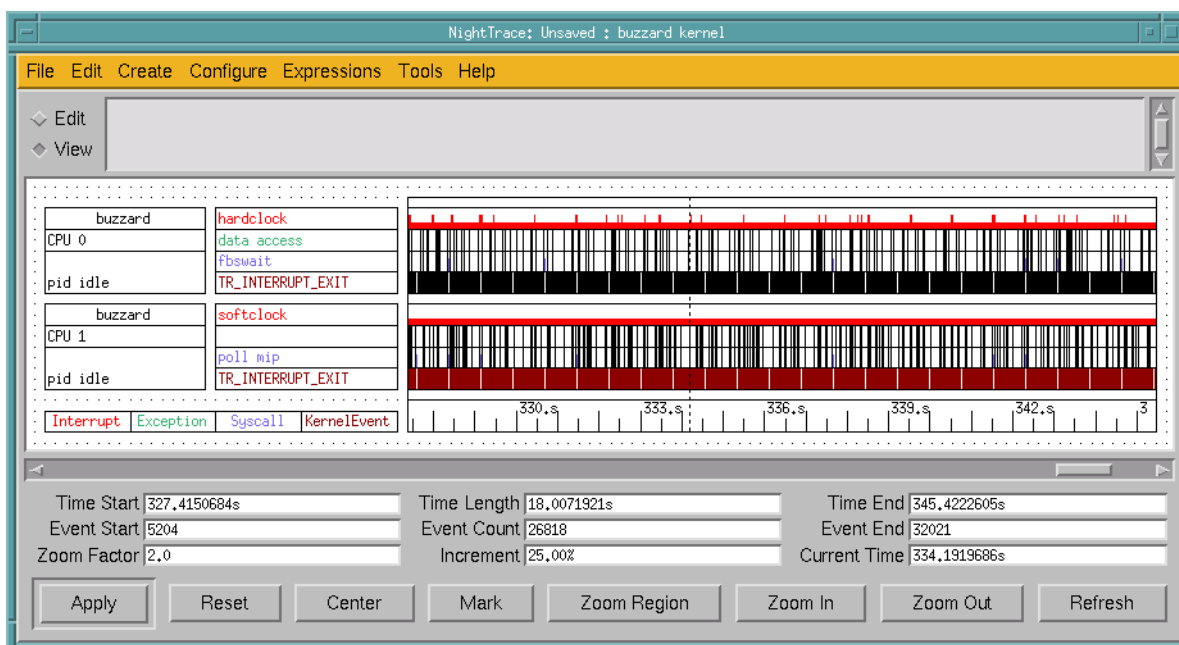 NightTrace: Unsaved : buzzard kernel
File Edit Create Configure Expressions Tools Help
Edit
View
buzzard hardclock
CPU 0 data access
fbswait
pid idle TR_INTERRUPT_EXIT
buzzard softclock
CPU 1
poll mip
pid idle TR_INTERRUPT_EXIT
330.s 333.s 336.s 339.s 342.s 3
Interrupt Exception Syscall KernelEvent
Time Start 327.4150684s Time Length 18.0071921s Time End 345.4222605s
Event Start 5204 Event Count 26818 Event End 32021
Zoom Factor 2.0 Increment 25.00% Current Time 334.1919686s
Apply Reset Center Mark Zoom Region Zoom In Zoom Out Refresh